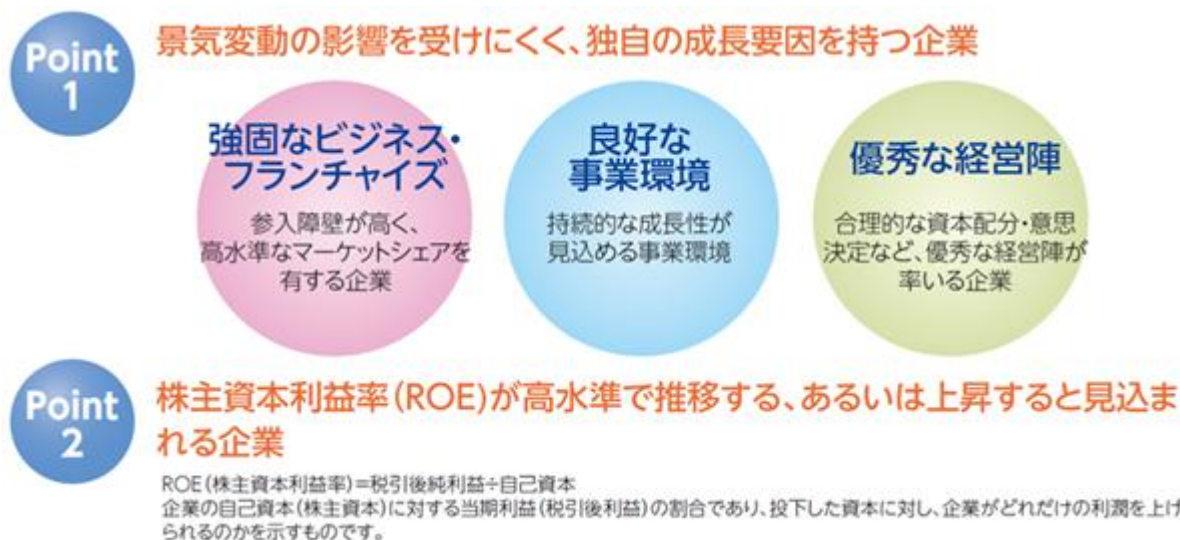 Point
1
景気変動の影響を受けにくく、独自の成長要因を持つ企業
強固なビジネス・
フランチャイズ
参入障壁が高く、
高水準なマーケットシェアを
有する企業
良好な
事業環境
持続的な成長性が
見込める事業環境
優秀な経営陣
合理的な資本配分・意思
決定など、優秀な経営陣が
率いる企業
Point
2
株主資本利益率(ROE)が高水準で推移する、あるいは上昇すると見込ま
れる企業
ROE(株主資本利益率)=税引後純利益÷自己資本
企業の自己資本(株主資本)に対する当期利益(税引後利益)の割合であり、投下した資本に対し、企業がどれだけの利潤を上げ
られるのかを示すものです。